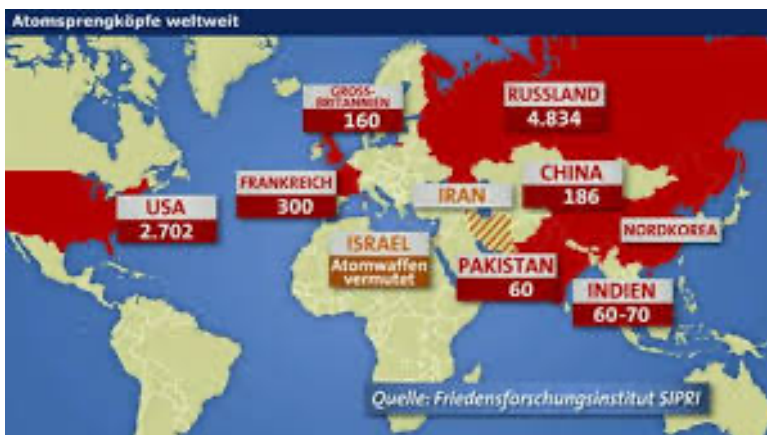 Atomsprengköpfe weltweit
GROSS-
BRITANNIEN
160
RUSSLAND
4.834
FRANKREICH
300
USA
2.702
IRAN
CHINA
186
ISRAEL
Atomwaffen
vermutet
NORDKOREA
PAKISTAN
60
INDIEN
60-70
Quelle: Friedensforschungsinstitut SIPRI